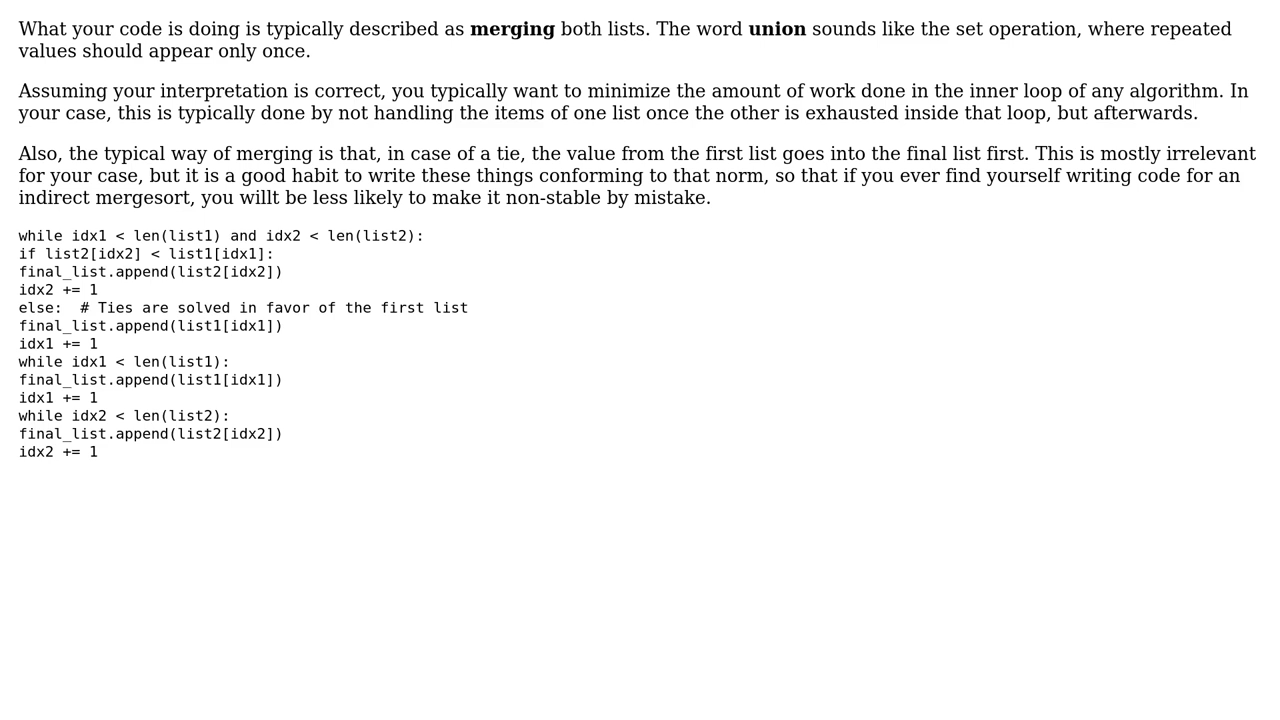 What your code is doing is typically described as merging both lists. The word union sounds like the set operation, where repeated
values should appear only once.
Assuming your interpretation is correct, you typically want to minimize the amount of work done in the inner loop of any algorithm. In
your case, this is typically done by not handling the items of one list once the other is exhausted inside that loop, but afterwards.
Also, the typical way of merging is that, in case of a tie, the value from the first list goes into the final list first. This is mostly irrelevant
for your case, but it is a good habit to write these things conforming to that norm, so that if you ever find yourself writing code for an
indirect mergesort, you willt be less likely to make it non-stable by mistake.
while idx1 < len(list1) and idx2 < len(list2):
if list2[idx2] < list1[idx1]:
final_list.append(list2[idx2])
idx2 += 1
else:  # Ties are solved in favor of the first list
final_list.append(list1[idx1])
idx1 += 1
while idx1 < len(list1):
final_list.append(list1[idx1])
idx1 += 1
while idx2 < len(list2):
final_list.append(list2[idx2])
idx2 += 1